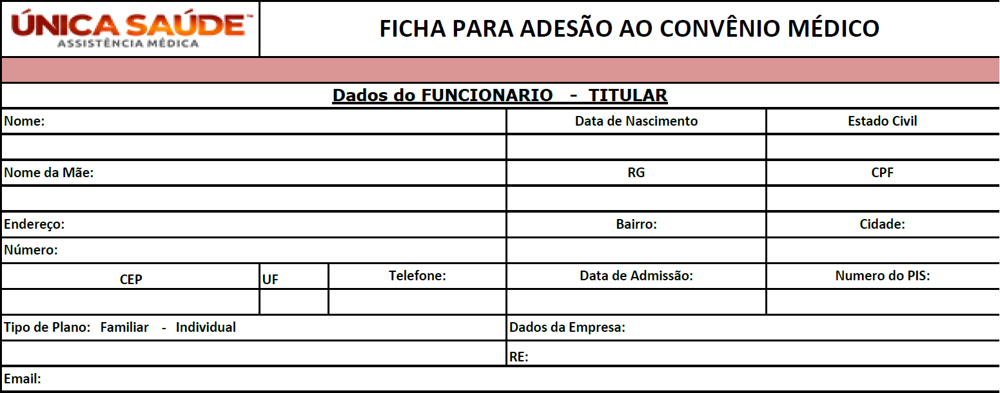 ÚNICA SAÚDE™
ASSISTÊNCIA MÉDICA
FICHA PARA ADESÃO AO CONVÊNIO MÉDICO
Dados do FUNCIONARIO - TITULAR
Nome: Data de Nascimento Estado Civil
Nome da Mãe: RG CPF
Endereço: Bairro: Cidade:
Número:
CEP UF Telefone: Data de Admissão: Numero do PIS:
Tipo de Plano: Familiar - Individual Dados da Empresa:
RE:
Email: